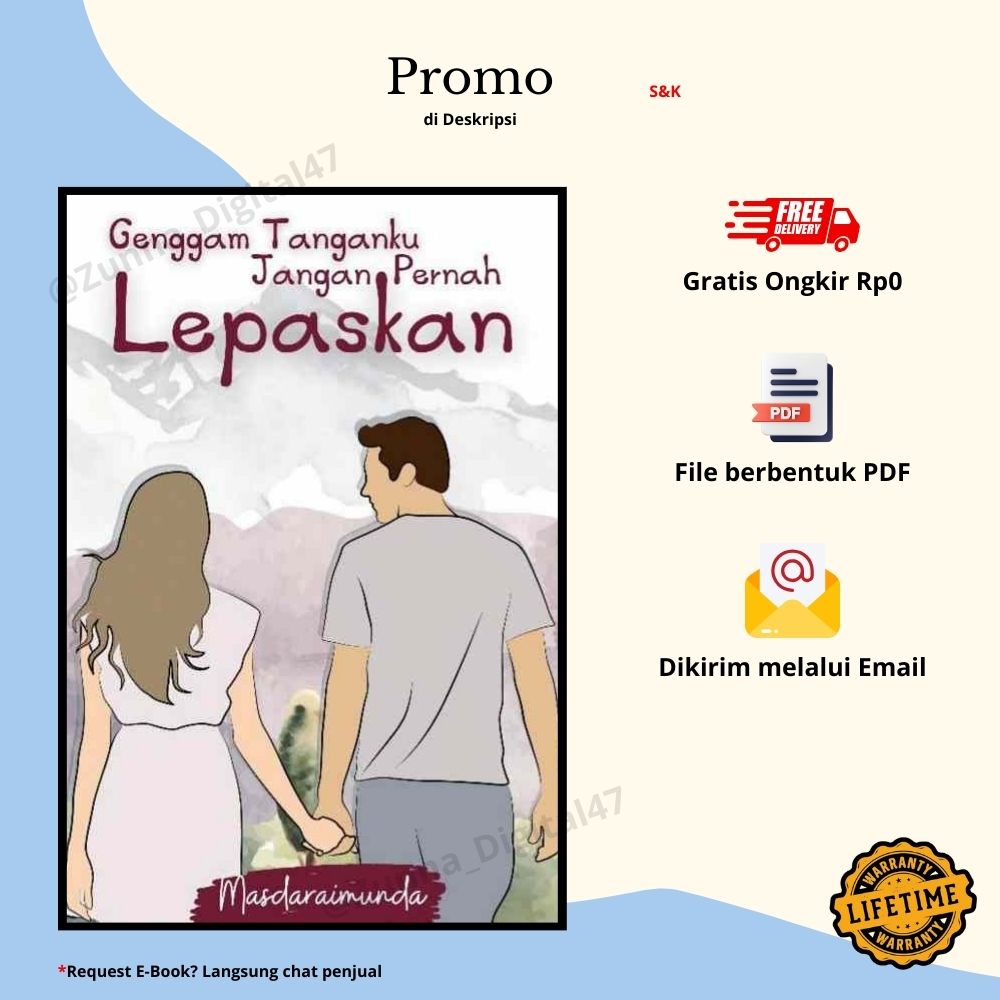 Promo
di Deskripsi
S&K
@Zunna_Digital47
Genggam Tanganku
Jangan Pernah
Lepaskan
Masdaraimunda
FREE
DELIVERY
Gratis Ongkir Rp0
PDF
File berbentuk PDF
Dikirim melalui Email
WARRANTY
LIFETIME
WARRANTY
*Request E-Book? Langsung chat penjual